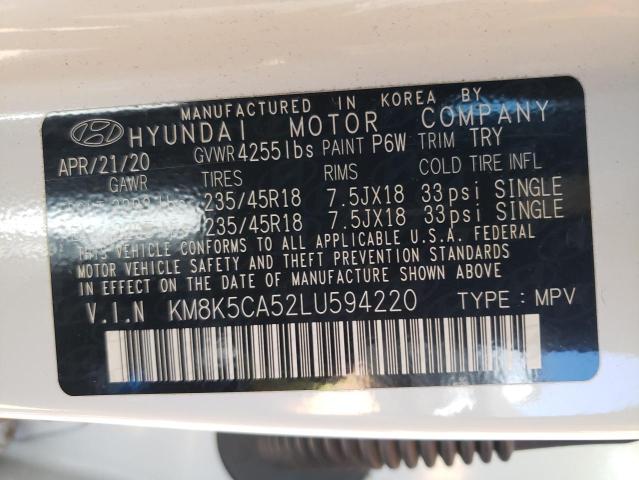 MANUFACTURED IN KOREA BY
HYUNDAI MOTOR COMPANY
APR/21/20 GVWR 4255lbs PAINT P6W TRIM TRY
GAWR TIRES RIMS COLD TIRE INFL
235/45R18 7.5JX18 33psi SINGLE
235/45R18 7.5JX18 33psi SINGLE
THIS VEHICLE CONFORMS TO ALL APPLICABLE U.S.A. FEDERAL
MOTOR VEHICLE SAFETY AND THEFT PREVENTION STANDARDS
IN EFFECT ON THE DATE OF MANUFACTURE SHOWN ABOVE.
V.I.N KM8K5CA52LU594220 TYPE : MPV